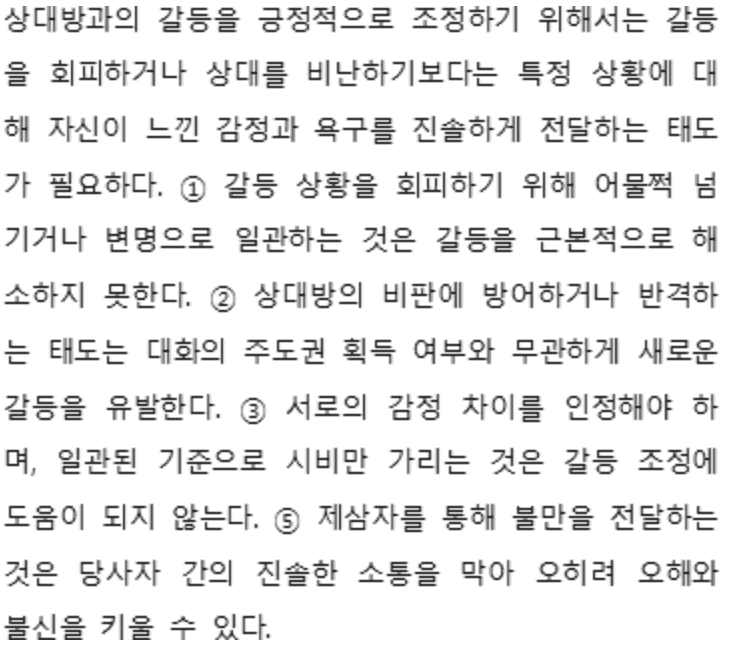 상대방과의 갈등을 긍정적으로 조정하기 위해서는 갈등
을 회피하거나 상대를 비난하기보다는 특정 상황에 대
해 자신이 느낀 감정과 욕구를 진솔하게 전달하는 태도
가 필요하다. ① 갈등 상황을 회피하기 위해 어물쩍 넘
기거나 변명으로 일관하는 것은 갈등을 근본적으로 해
소하지 못한다. ② 상대방의 비판에 방어하거나 반격하
는 태도는 대화의 주도권 획득 여부와 무관하게 새로운
갈등을 유발한다. ③ 서로의 감정 차이를 인정해야 하
며, 일관된 기준으로 시비만 가리는 것은 갈등 조정에
도움이 되지 않는다. ⑤ 제삼자를 통해 불만을 전달하는
것은 당사자 간의 진솔한 소통을 막아 오히려 오해와
불신을 키울 수 있다.